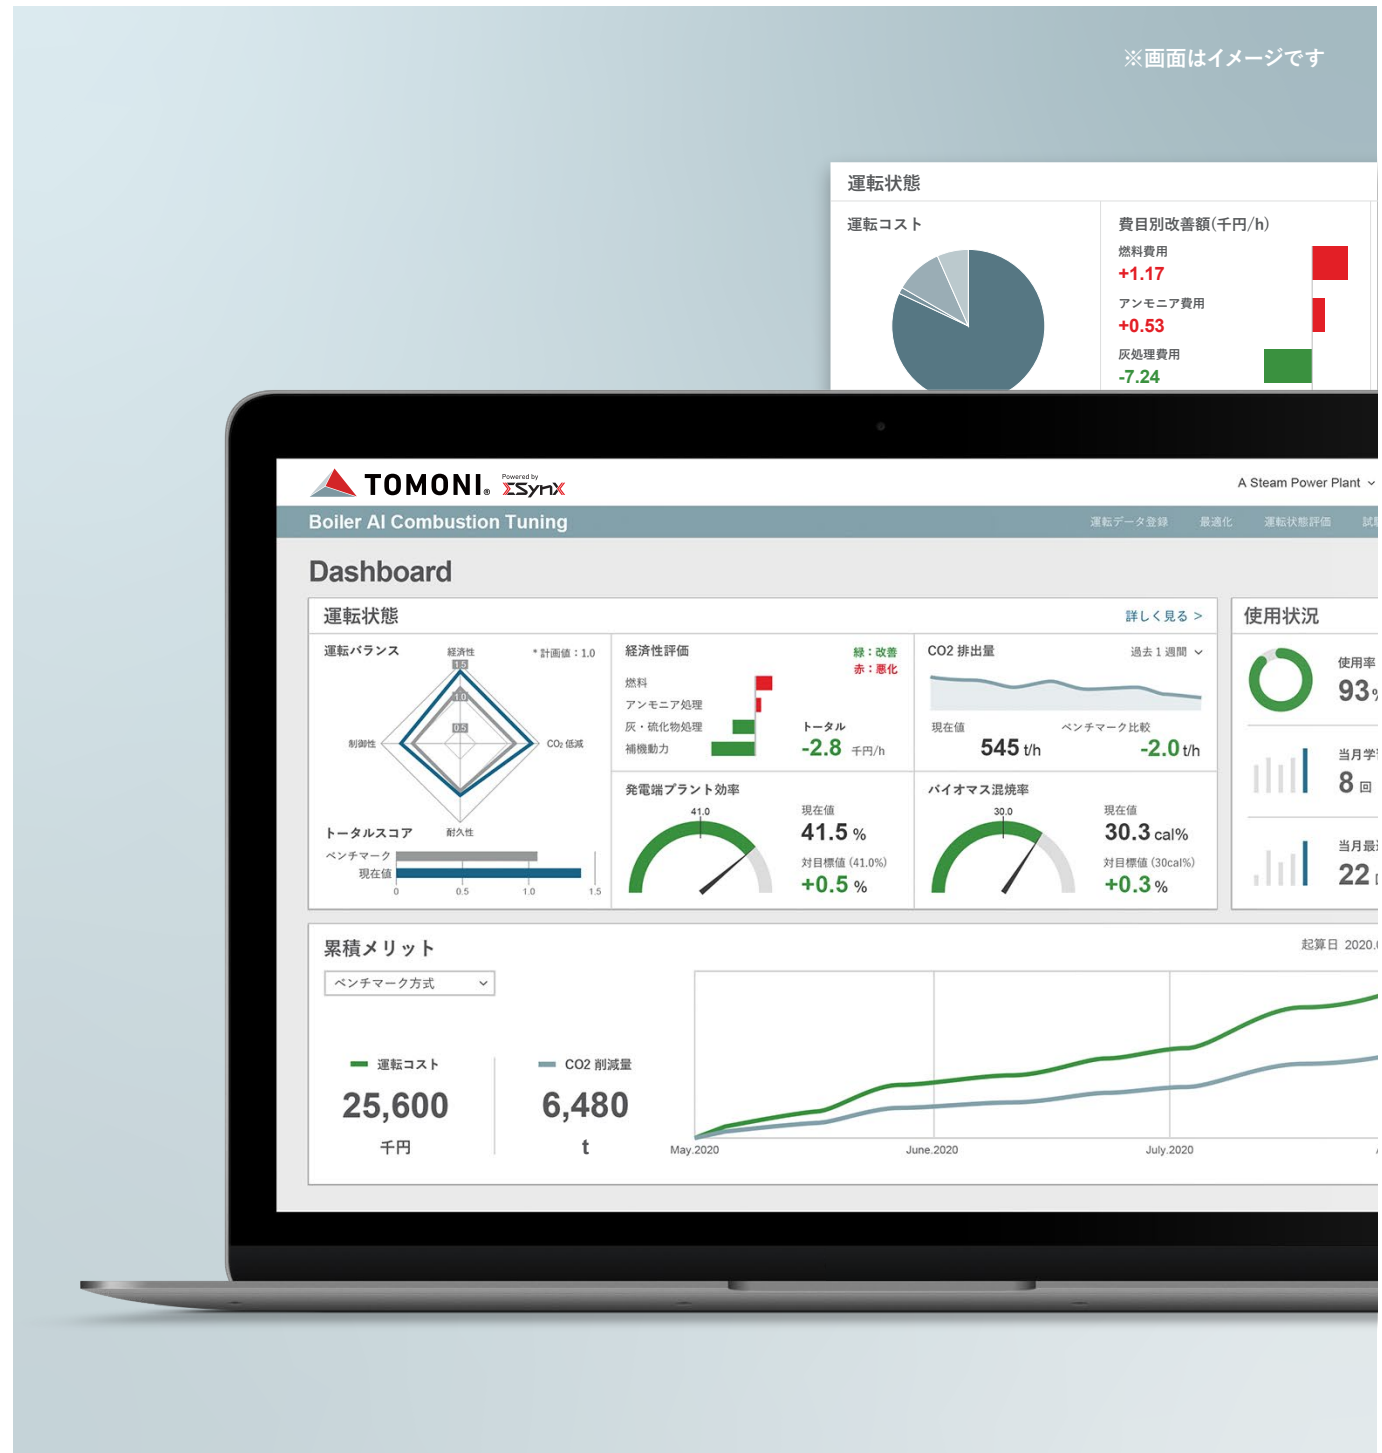 ※画面はイメージです
運転状態
運転コスト
費目別改善額(千円/h)
燃料費用
+1.17
アンモニア費用
+0.53
灰処理費用
-7.24
TOMONI®
Powered by
ΣSynX
A Steam Power Plant
Boiler AI Combustion Tuning
運転データ登録 最適化 運転状態評価
Dashboard
運転状態
詳しく見る >
運転バランス
* 計画値：1.0
経済性
1.5
1.0
0.5
制御性
CO₂ 低減
耐久性
トータルスコア
ベンチマーク
現在値
0 0.5 1.0 1.5
経済性評価
緑：改善
赤：悪化
燃料
アンモニア処理
灰・硫化物処理
補機動力
トータル
-2.8 千円/h
CO2 排出量
過去 1 週間
現在値
545 t/h
ベンチマーク比較
-2.0 t/h
発電端プラント効率
41.0
現在値
41.5 %
対目標値 (41.0%)
+0.5 %
バイオマス混焼率
30.0
現在値
30.3 cal%
対目標値 (30cal%)
+0.3 %
使用状況
使用率
93%
当月学
8 回
当月最
22
累積メリット
起算日 2020.
ベンチマーク方式
運転コスト
25,600
千円
CO2 削減量
6,480
t
May.2020 June.2020 July.2020